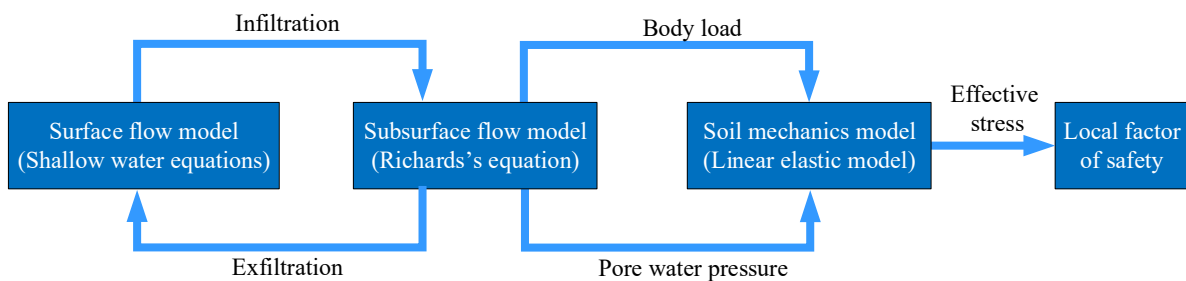 Infiltration
Body load
Surface flow model
(Shallow water equations)
Subsurface flow model
(Richards's equation)
Soil mechanics model
(Linear elastic model)
Effective
stress
Local factor
of safety
Exfiltration
Pore water pressure